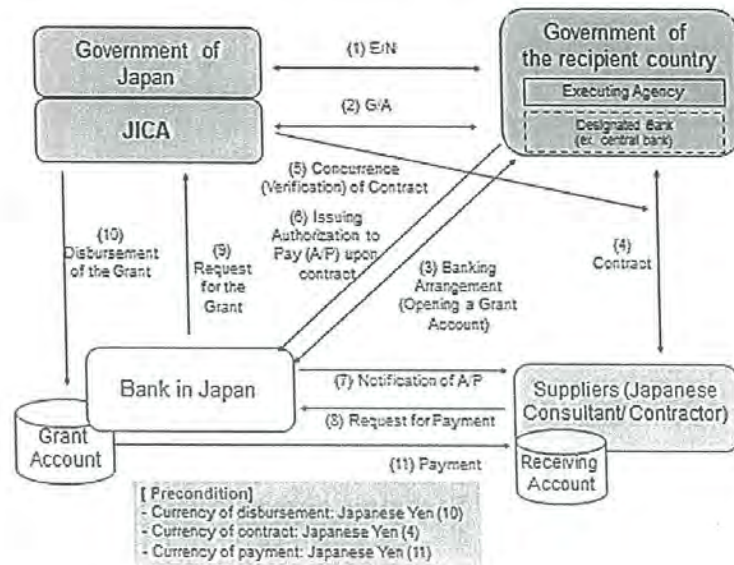 Government of
Japan
JICA
(1) E/N
(2) G/A
Government of
the recipient country
Executing Agency
Designated Bank
(ex. central bank)
(5) Concurrence
(Verification) of Contract
(6) Issuing
Authorization to
Pay (A/P) upon
contract
(10)
Disbursement
of the Grant
(9)
Request
for the
Grant
(3) Banking
Arrangement
(Opening a Grant
Account)
(4)
Contract
Bank in Japan
(7) Notification of A/P
(8) Request for Payment
Suppliers (Japanese
Consultant/ Contractor)
Grant
Account
(11) Payment
Receiving
Account
[ Precondition]
- Currency of disbursement: Japanese Yen (10)
- Currency of contract: Japanese Yen (4)
- Currency of payment: Japanese Yen (11)